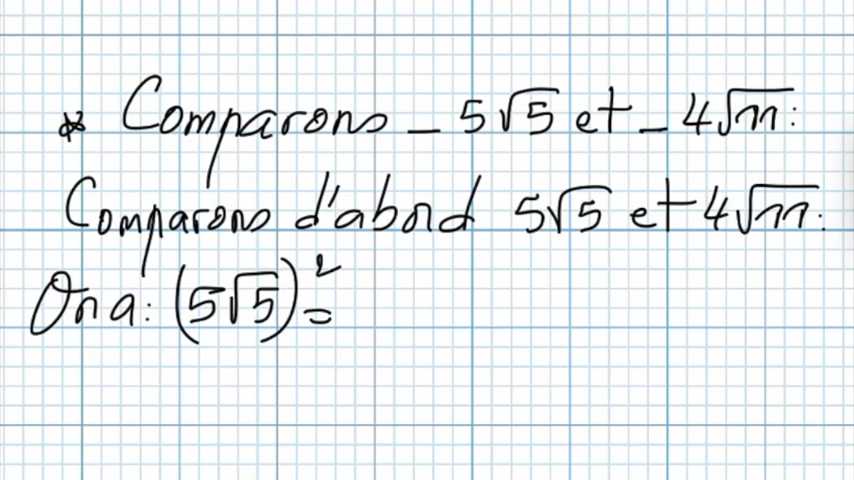 * Comparons -5√5 et -4√11:
Comparons d'abord 5√5 et 4√11:
On a: (5√5)²=